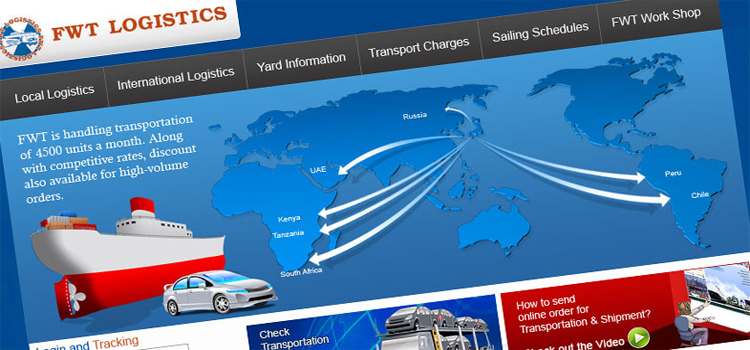 FWT LOGISTICS
Local Logistics
International Logistics
Yard Information
Transport Charges
Sailing Schedules
FWT Work Shop
FWT is handling transportation
of 4500 units a month. Along
with competitive rates, discount
also available for high-volume
orders.
Russia
UAE
Kenya
Tanzania
South Africa
Peru
Chile
Login and Tracking
Check
Transportation
How to send
online order for
Transportation & Shipment?
out the Video